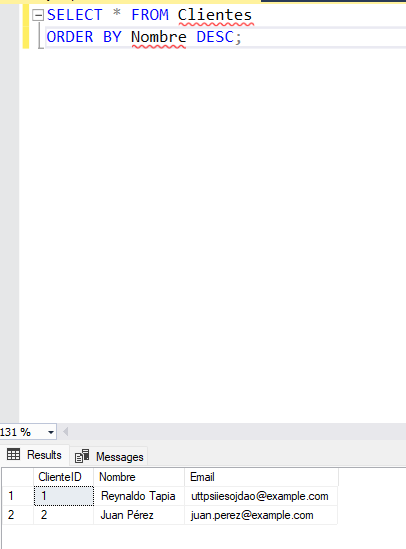 SELECT * FROM Clientes
ORDER BY Nombre DESC;
131 %
Results Messages
ClienteID Nombre Email
1 1 Reynaldo Tapia uttpsiiesojdao@example.com
2 2 Juan Pérez juan.perez@example.com